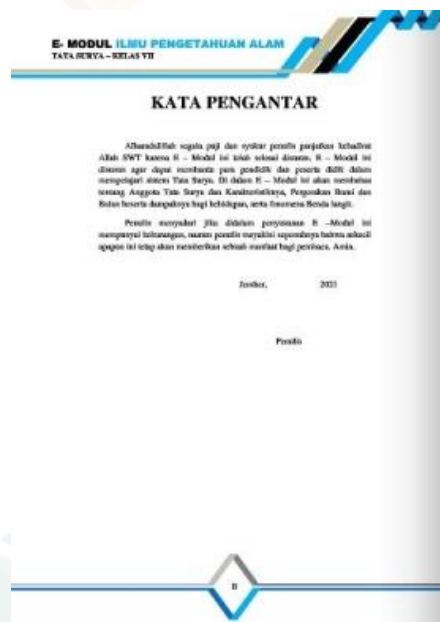 E- MODUL ILMU PENGETAHUAN ALAM
TATA SURYA – KELAS VII
KATA PENGANTAR
Alhamdulillah segala puji dan syukur penulis panjatkan kehadirat
Allah SWT karena E – Modul ini telah selesai disusun. E – Modul ini
disusun agar dapat membantu para pendidik dan peserta didik dalam
mempelajari sistem Tata Surya. Di dalam E – Modul ini akan membahas
tentang Anggota Tata Surya dan Karakteristiknya, Pergerakan Bumi dan
Bulan beserta dampaknya bagi kehidupan, serta fenomena Benda langit.
Penulis menyadari jika didalam penyusunan E –Modul ini
mempunyai kekurangan, namun penulis meyakini sepenuhnya bahwa sekecil
apapun ini tetap akan memberikan sebuah manfaat bagi pembaca. Amin.
Jember, 2021
Penulis